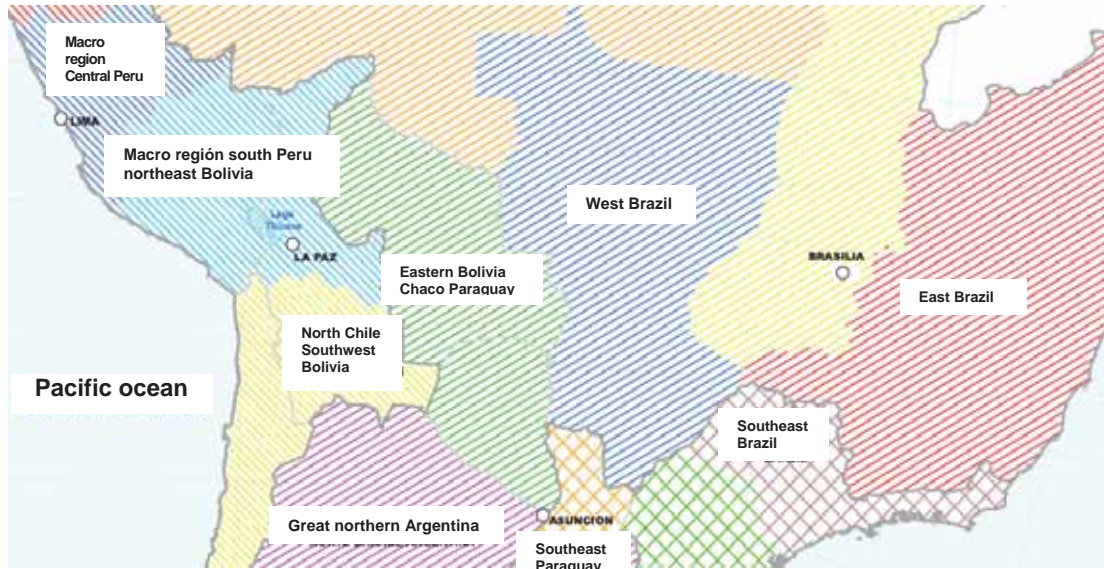 Macro
region
Central Peru
LIMA
Macro región south Peru
northeast Bolivia
Lago
LA PAZ
West Brazil
BRASILIA
Eastern Bolivia
Chaco Paraguay
East Brazil
North Chile
Southwest
Bolivia
Pacific ocean
Southeast
Brazil
Great northern Argentina
ASUNCION
Southeast
Paraguay